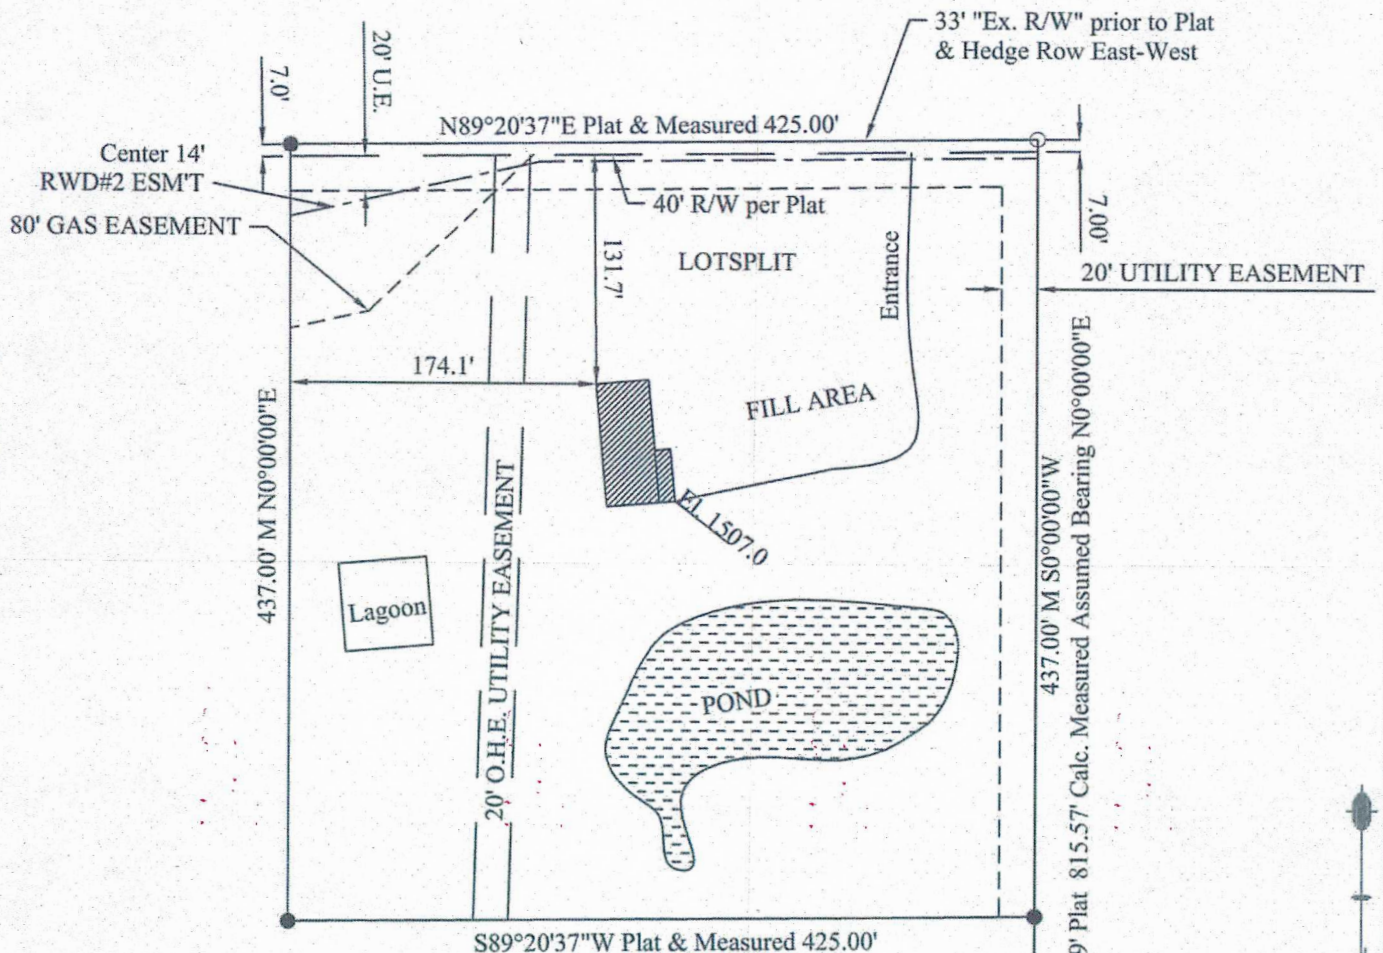 33' "Ex. R/W" prior to Plat
& Hedge Row East-West
7.0'
20' U.E.
N89°20'37"E Plat & Measured 425.00'
Center 14'
RWD#2 ESM'T
80' GAS EASEMENT
40' R/W per Plat
7.00'
131.7'
LOTSPLIT
Entrance
20' UTILITY EASEMENT
174.1'
FILL AREA
437.00' M N0°00'00"E
20' O.H.E. UTILITY EASEMENT
El. 1507.0
437.00' M S0°00'00"W
9' Plat 815.57' Calc. Measured Assumed Bearing N0°00'00"E
Lagoon
POND
S89°20'37"W Plat & Measured 425.00'